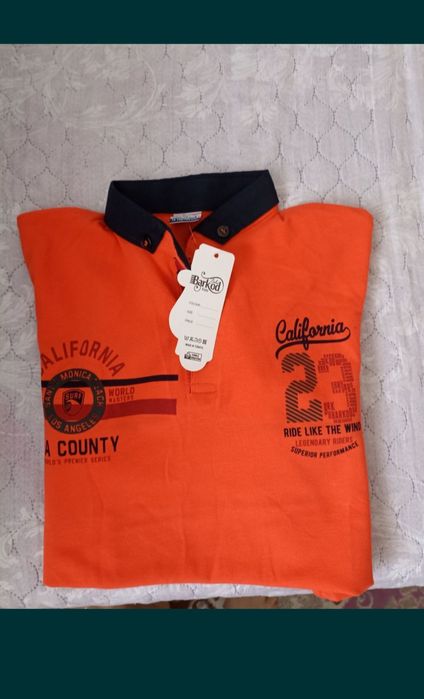 Barkod
CALIFORNIA
SANTA MONICA
SURF
LOS ANGELES
WORLD
MASTERS
A COUNTY
WORLD'S PREMIER SERIES
California
23
RIDE LIKE THE WIND
LEGENDARY RIDERS
SUPERIOR PERFORMANCE